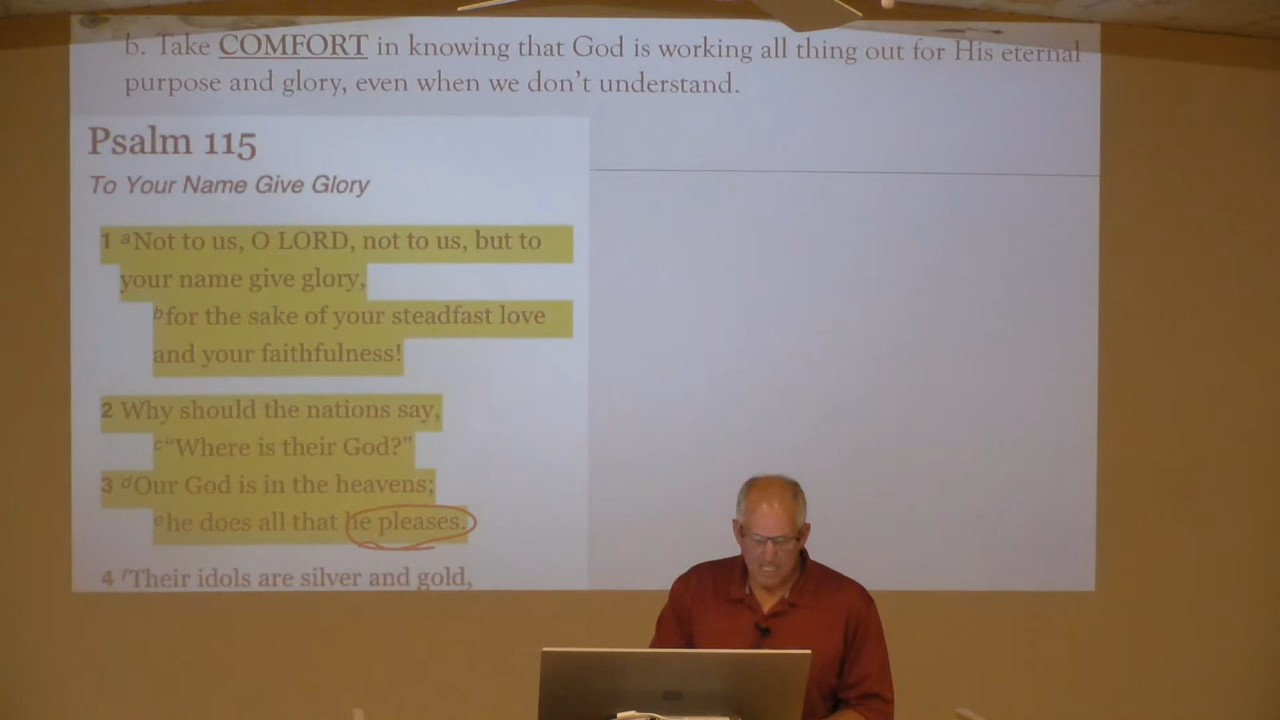 b. Take COMFORT in knowing that God is working all thing out for His eternal
purpose and glory, even when we don't understand.
Psalm 115
To Your Name Give Glory
1 aNot to us, O LORD, not to us, but to
your name give glory,
bfor the sake of your steadfast love
and your faithfulness!
2 Why should the nations say,
c“Where is their God?”
3 dOur God is in the heavens;
ehe does all that he pleases.
4 fTheir idols are silver and gold,